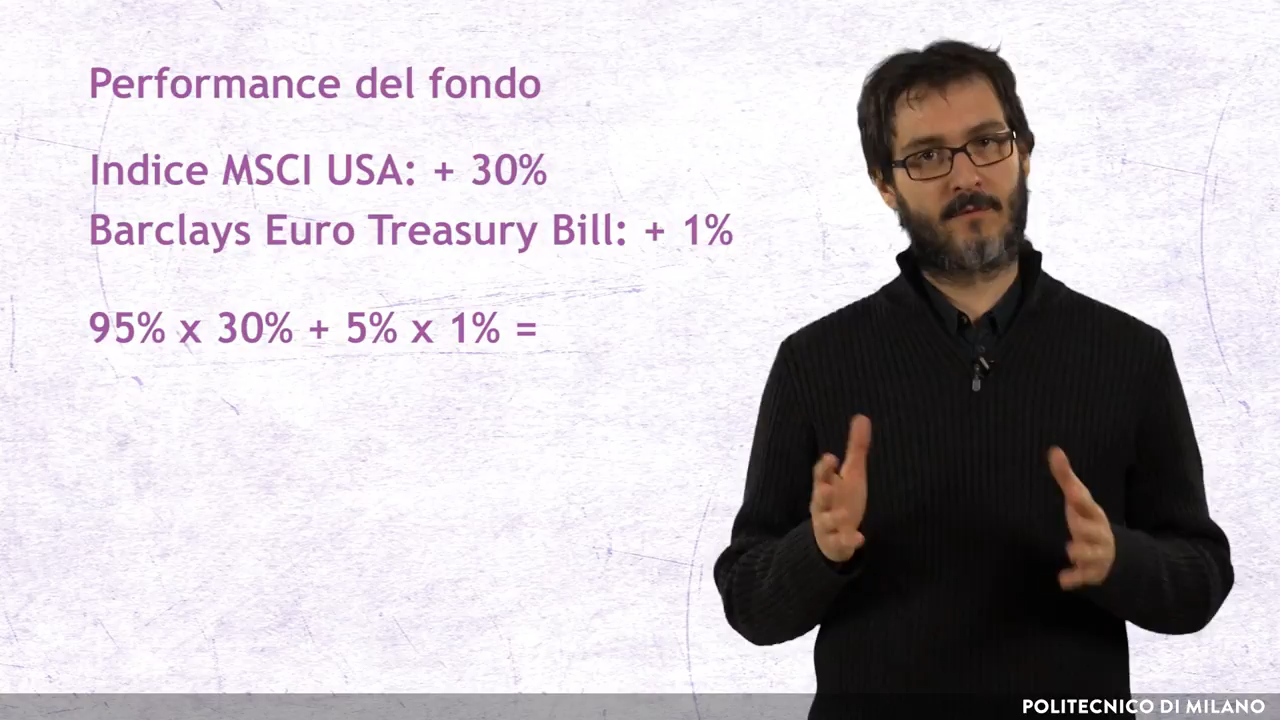 Performance del fondo
Indice MSCI USA: + 30%
Barclays Euro Treasury Bill: + 1%
95% x 30% + 5% x 1% =
POLITECNICO DI MILANO